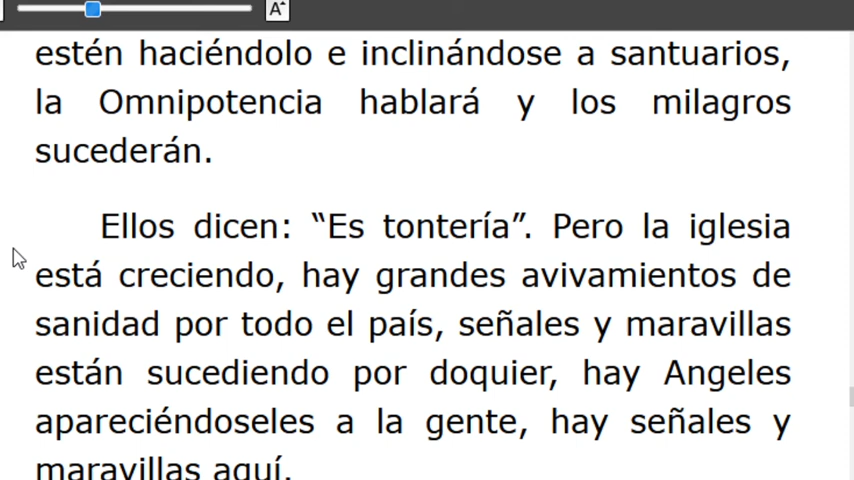 A
estén haciéndolo e inclinándose a santuarios,
la Omnipotencia hablará y los milagros
sucederán.
Ellos dicen: “Es tontería”. Pero la iglesia
está creciendo, hay grandes avivamientos de
sanidad por todo el país, señales y maravillas
están sucediendo por doquier, hay Angeles
apareciéndoseles a la gente, hay señales y
maravillas aquí.